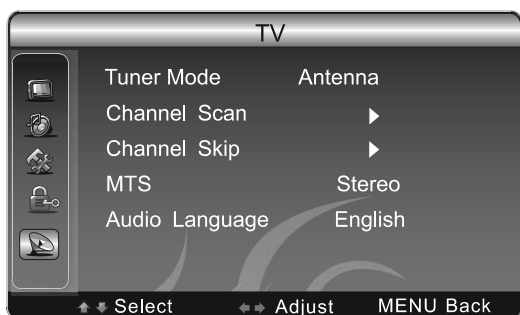 TV
Tuner Mode Antenna
Channel Scan
Channel Skip
MTS Stereo
Audio Language English
Select Adjust MENU Back